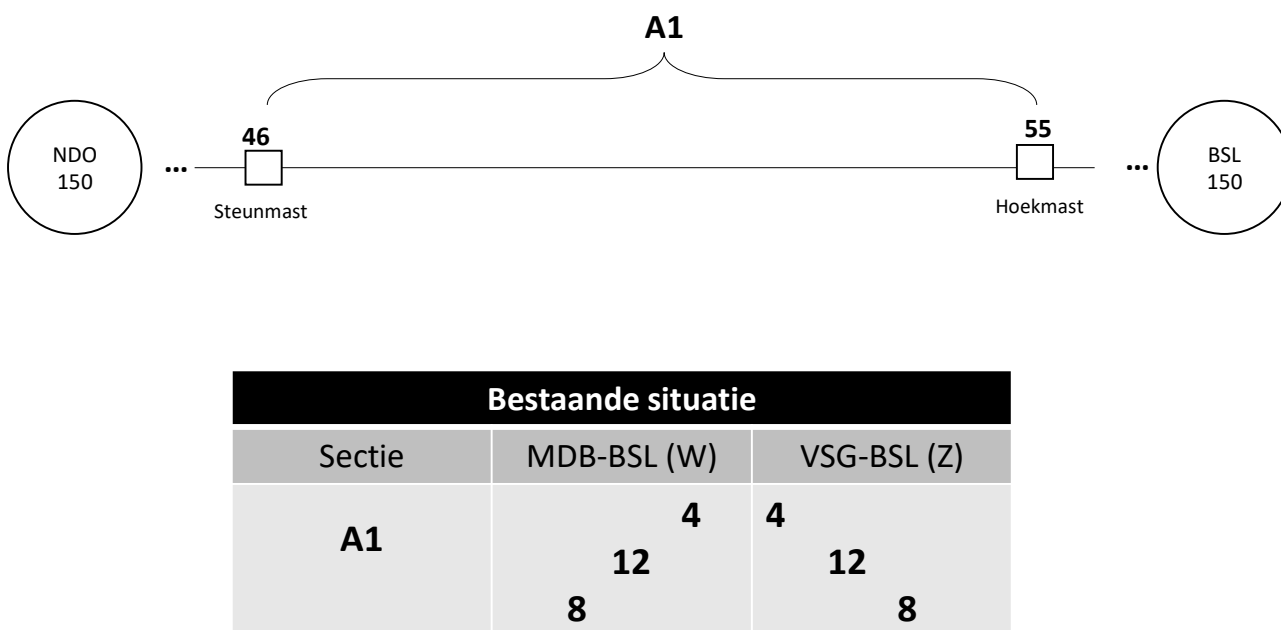 A1
46
55
NDO
150
...
...
BSL
150
Steunmast
Hoekmast
Bestaande situatie
Sectie MDB-BSL (W) VSG-BSL (Z)
A1
4 4
12 12
8 8